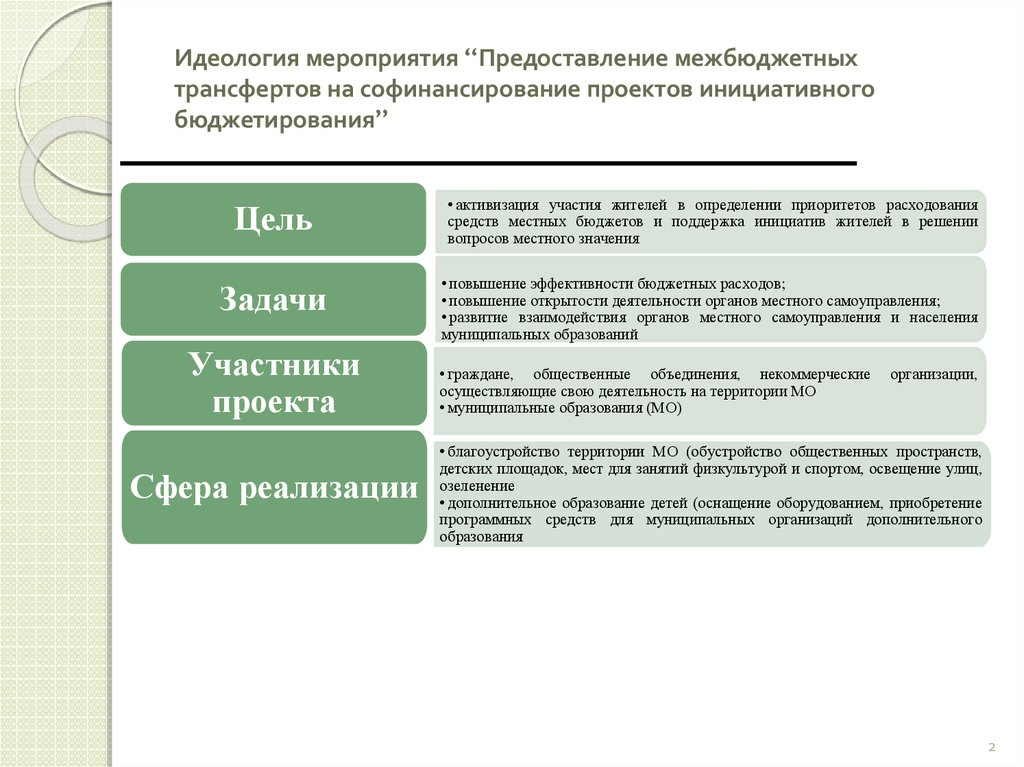 Идеология мероприятия “Предоставление межбюджетных
трансфертов на софинансирование проектов инициативного
бюджетирования”
Цель
• активизация участия жителей в определении приоритетов расходования
средств местных бюджетов и поддержка инициатив жителей в решении
вопросов местного значения
Задачи
• повышение эффективности бюджетных расходов;
• повышение открытости деятельности органов местного самоуправления;
• развитие взаимодействия органов местного самоуправления и населения
муниципальных образований
Участники
проекта
• граждане, общественные объединения, некоммерческие организации,
осуществляющие свою деятельность на территории МО
• муниципальные образования (МО)
Сфера реализации
• благоустройство территории МО (обустройство общественных пространств,
детских площадок, мест для занятий физкультурой и спортом, освещение улиц,
озеленение
• дополнительное образование детей (оснащение оборудованием, приобретение
программных средств для муниципальных организаций дополнительного
образования
2